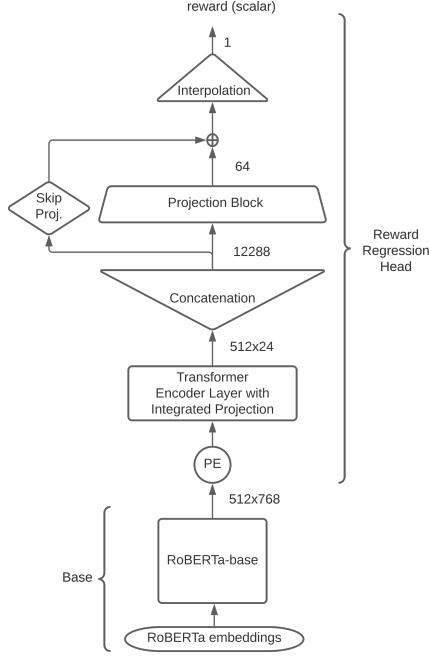 reward (scalar)
1
Interpolation
64
Skip
Proj.
Projection Block
12288
Reward
Regression
Head
Concatenation
512x24
Transformer
Encoder Layer with
Integrated Projection
PE
512x768
RoBERTa-base
Base
RoBERTa embeddings